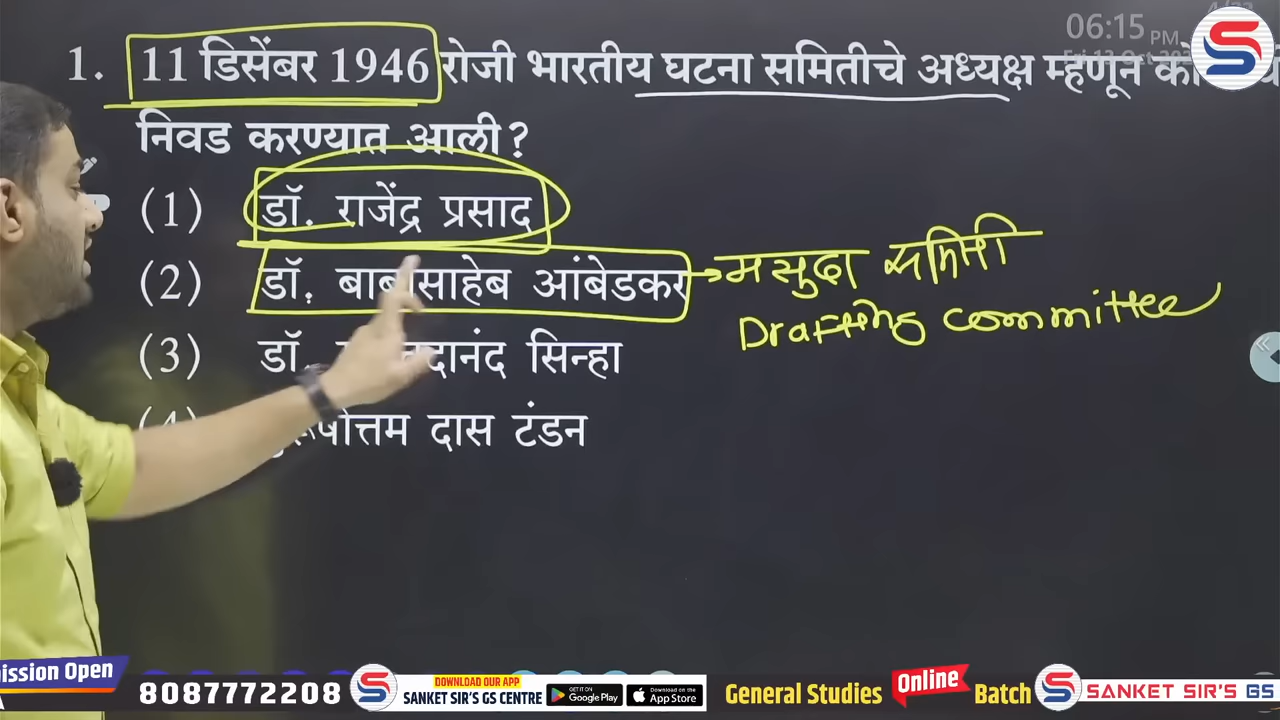 06:15 PM
1. 11 डिसेंबर 1946 रोजी भारतीय घटना समितीचे अध्यक्ष म्हणून
निवड करण्यात आली?
(1) डॉ. राजेंद्र प्रसाद
(2) डॉ. बाबासाहेब आंबेडकर → मसुदा समिती
Drafting committee
(3) डॉ. सिन्हा
(4) दास टंडन
Admission Open
8087772208
DOWNLOAD OUR APP
SANKET SIR'S GS CENTRE
GET IT ON Google Play
Download on the App Store
General Studies Online Batch
SANKET SIR'S GS